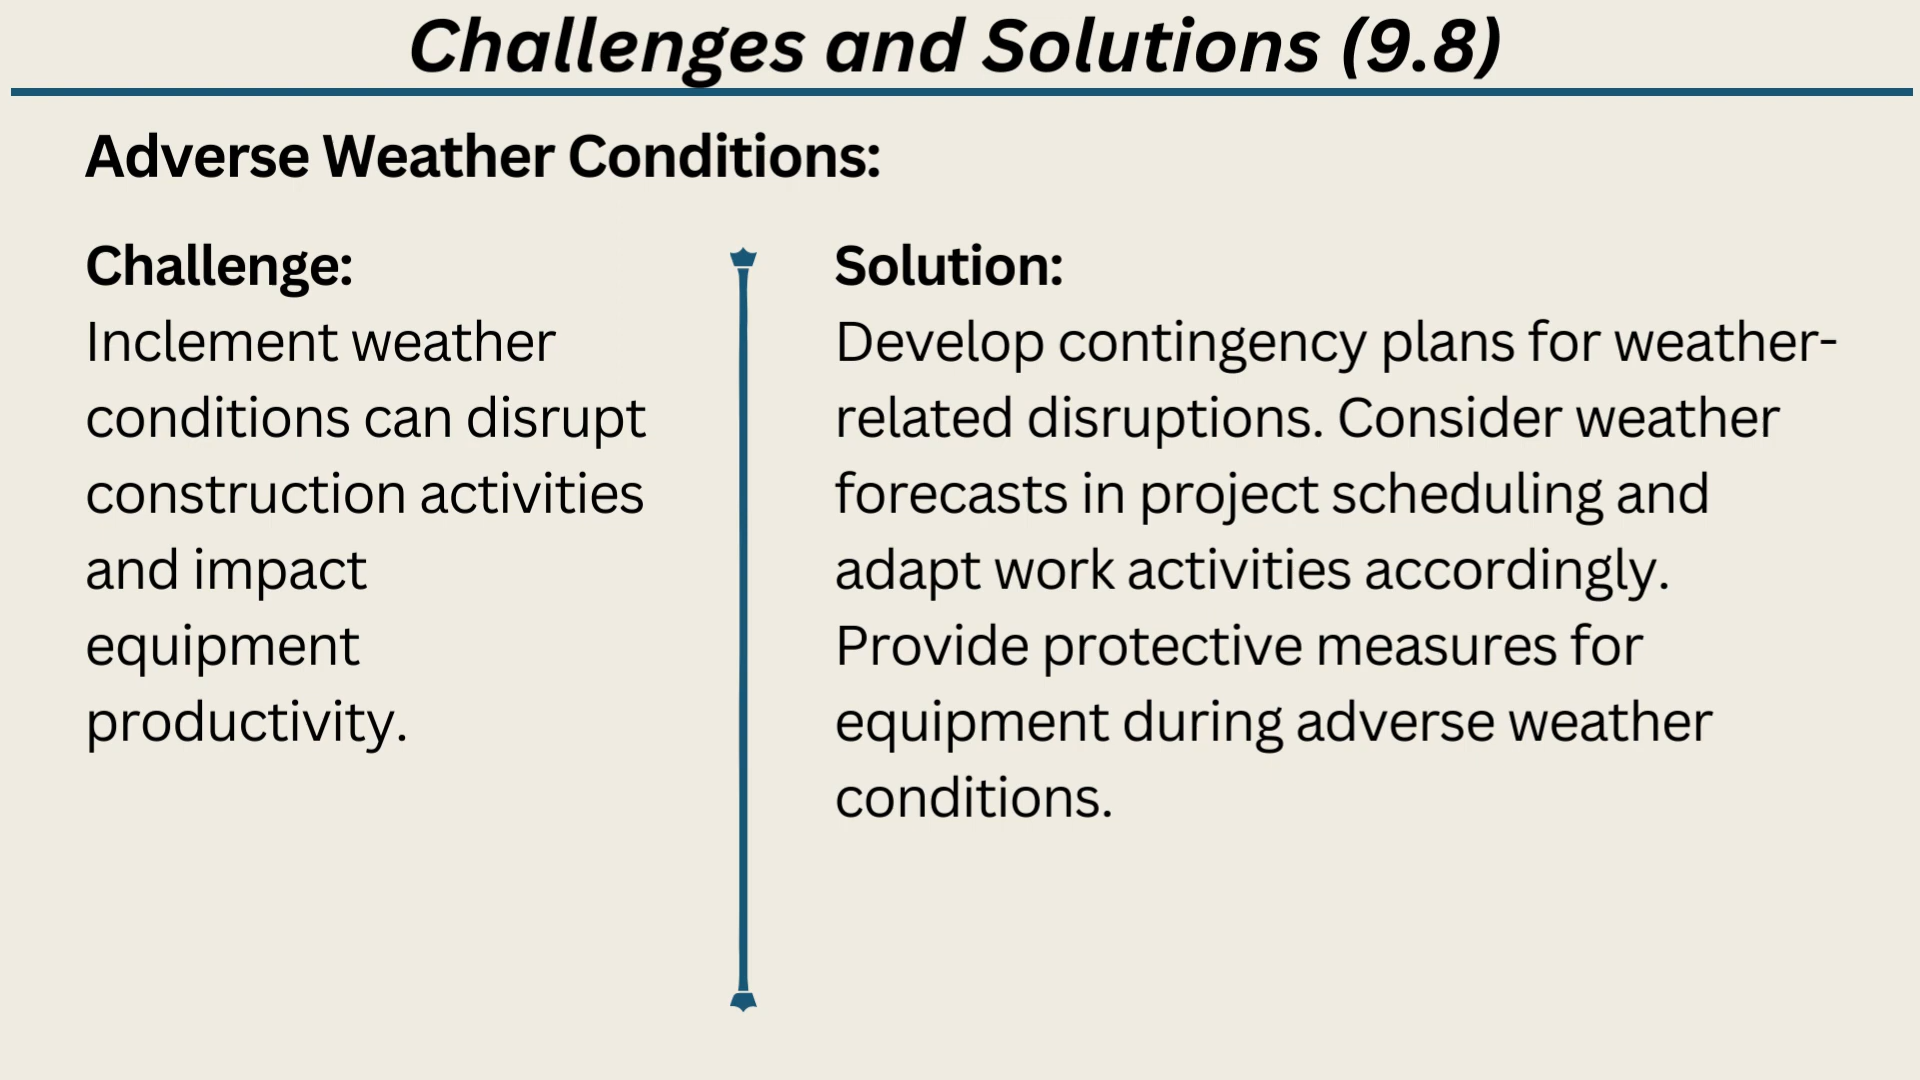 Challenges and Solutions (9.8)
Adverse Weather Conditions:
Challenge:
Inclement weather
conditions can disrupt
construction activities
and impact
equipment
productivity.
Solution:
Develop contingency plans for weather-
related disruptions. Consider weather
forecasts in project scheduling and
adapt work activities accordingly.
Provide protective measures for
equipment during adverse weather
conditions.